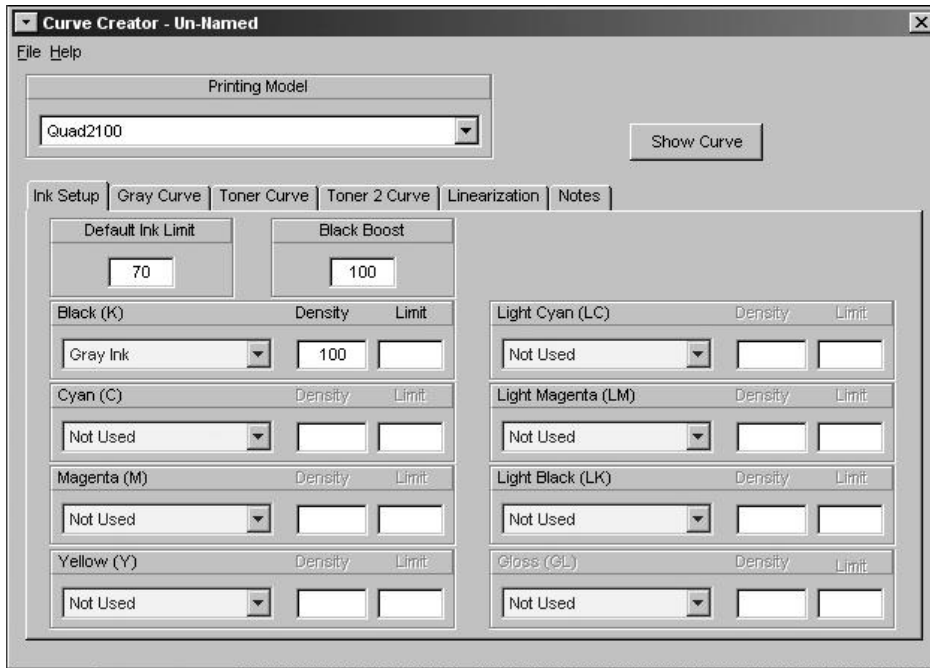 Curve Creator - Un-Named
File Help
Printing Model
Quad2100
Show Curve
Ink Setup Gray Curve Toner Curve Toner 2 Curve Linearization Notes
Default Ink Limit Black Boost
70 100
Black (K) Density Limit Light Cyan (LC) Density Limit
Gray Ink 100 Not Used
Cyan (C) Density Limit Light Magenta (LM) Density Limit
Not Used Not Used
Magenta (M) Density Limit Light Black (LK) Density Limit
Not Used Not Used
Yellow (Y) Density Limit Gloss (GL) Density Limit
Not Used Not Used